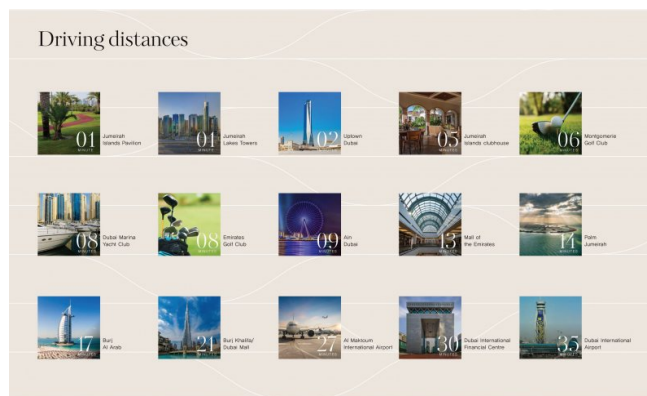 Driving distances
01
MINUTE
Jumeirah
Islands Pavilion
01
MINUTE
Jumeirah
Lakes Towers
02
MINUTES
Uptown
Dubai
05
MINUTES
Jumeirah
Islands clubhouse
06
MINUTES
Montgomerie
Golf Club
08
MINUTES
Dubai Marina
Yacht Club
08
MINUTES
Emirates
Golf Club
09
MINUTES
Ain
Dubai
13
MINUTES
Mall of
the Emirates
14
MINUTES
Palm
Jumeirah
17
MINUTES
Burj
Al Arab
21
MINUTES
Burj Khalifa/
Dubai Mall
27
MINUTES
Al Maktoum
International Airport
30
MINUTES
Dubai International
Financial Centre
35
MINUTES
Dubai International
Airport